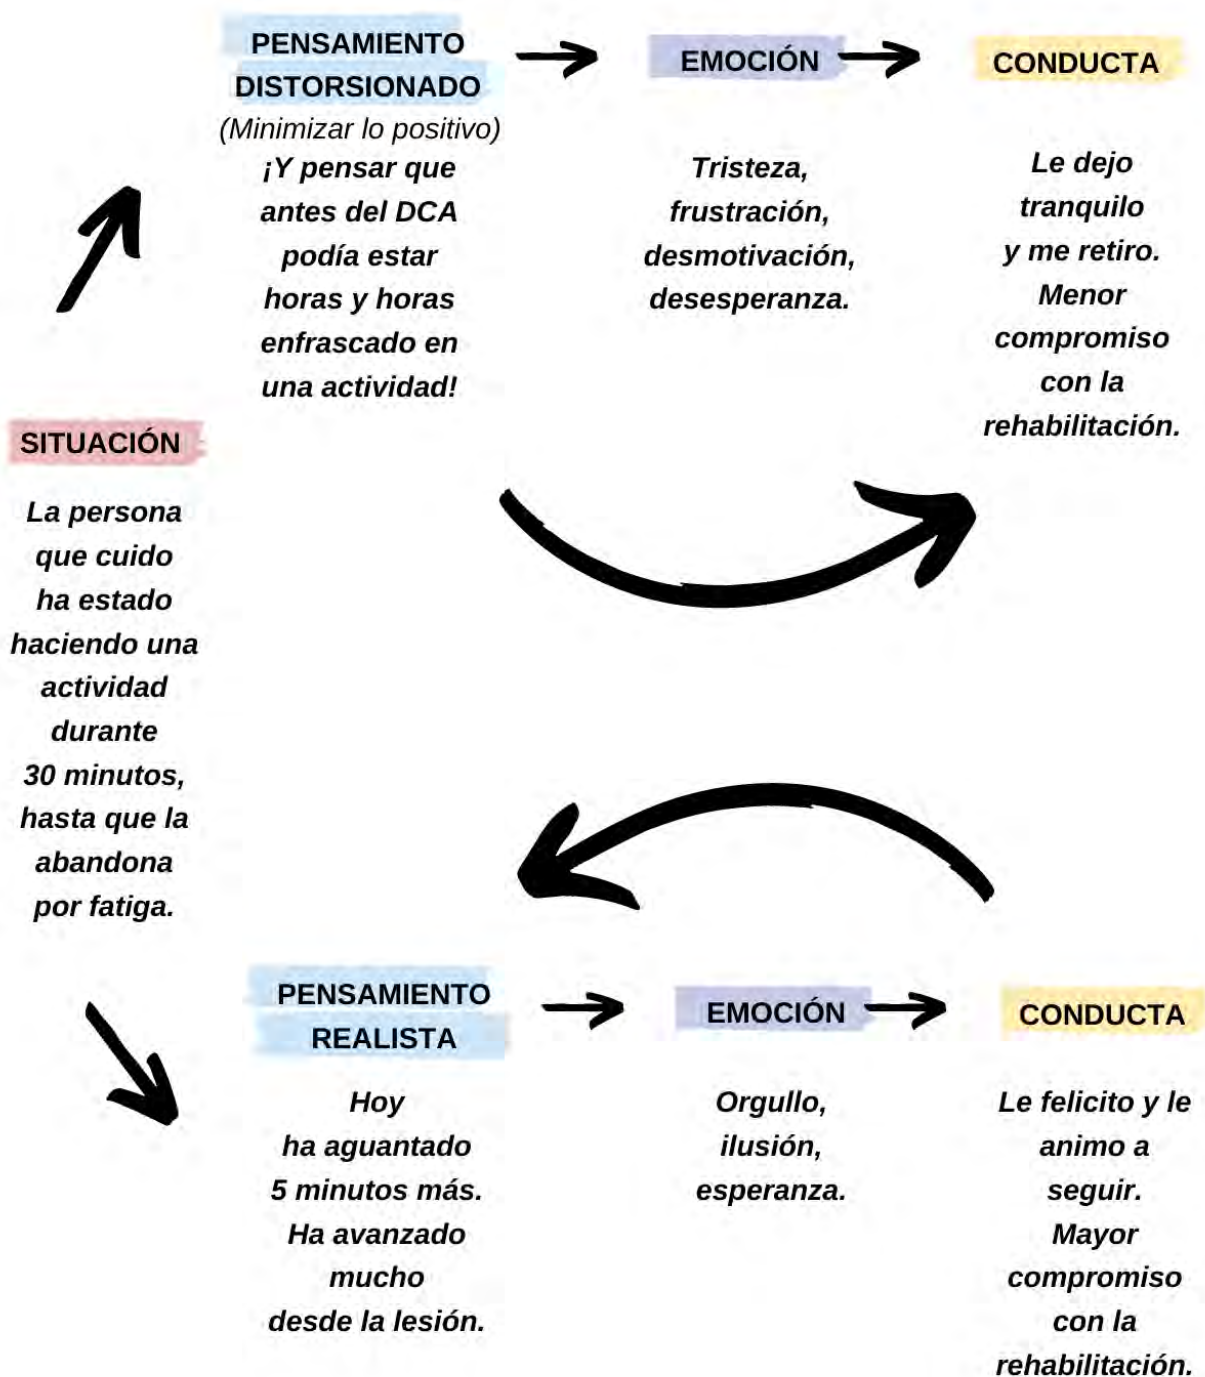 PENSAMIENTO
DISTORSIONADO
(Minimizar lo positivo)
¡Y pensar que
antes del DCA
podía estar
horas y horas
enfrascado en
una actividad!
EMOCIÓN
Tristeza,
frustración,
desmotivación,
desesperanza.
CONDUCTA
Le dejo
tranquilo
y me retiro.
Menor
compromiso
con la
rehabilitación.
SITUACIÓN
La persona
que cuido
ha estado
haciendo una
actividad
durante
30 minutos,
hasta que la
abandona
por fatiga.
PENSAMIENTO
REALISTA
Hoy
ha aguantado
5 minutos más.
Ha avanzado
mucho
desde la lesión.
EMOCIÓN
Orgullo,
ilusión,
esperanza.
CONDUCTA
Le felicito y le
animo a
seguir.
Mayor
compromiso
con la
rehabilitación.